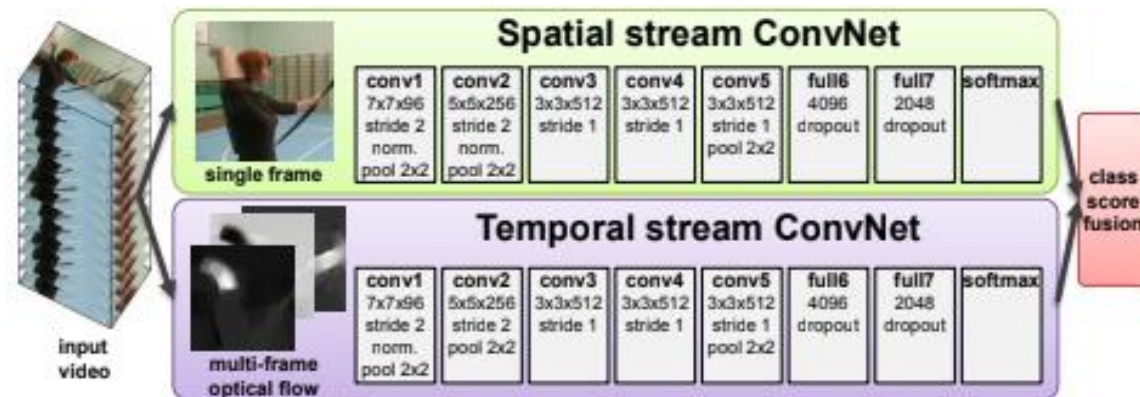 Spatial stream ConvNet
conv1
7x7x96
stride 2
norm.
pool 2x2
conv2
5x5x256
stride 2
norm.
pool 2x2
conv3
3x3x512
stride 1
conv4
3x3x512
stride 1
conv5
3x3x512
stride 1
pool 2x2
full6
4096
dropout
full7
2048
dropout
softmax
single frame
Temporal stream ConvNet
conv1
7x7x96
stride 2
norm.
pool 2x2
conv2
5x5x256
stride 2
pool 2x2
conv3
3x3x512
stride 1
conv4
3x3x512
stride 1
conv5
3x3x512
stride 1
pool 2x2
full6
4096
dropout
full7
2048
dropout
softmax
multi-frame
optical flow
input
video
class
score
fusion